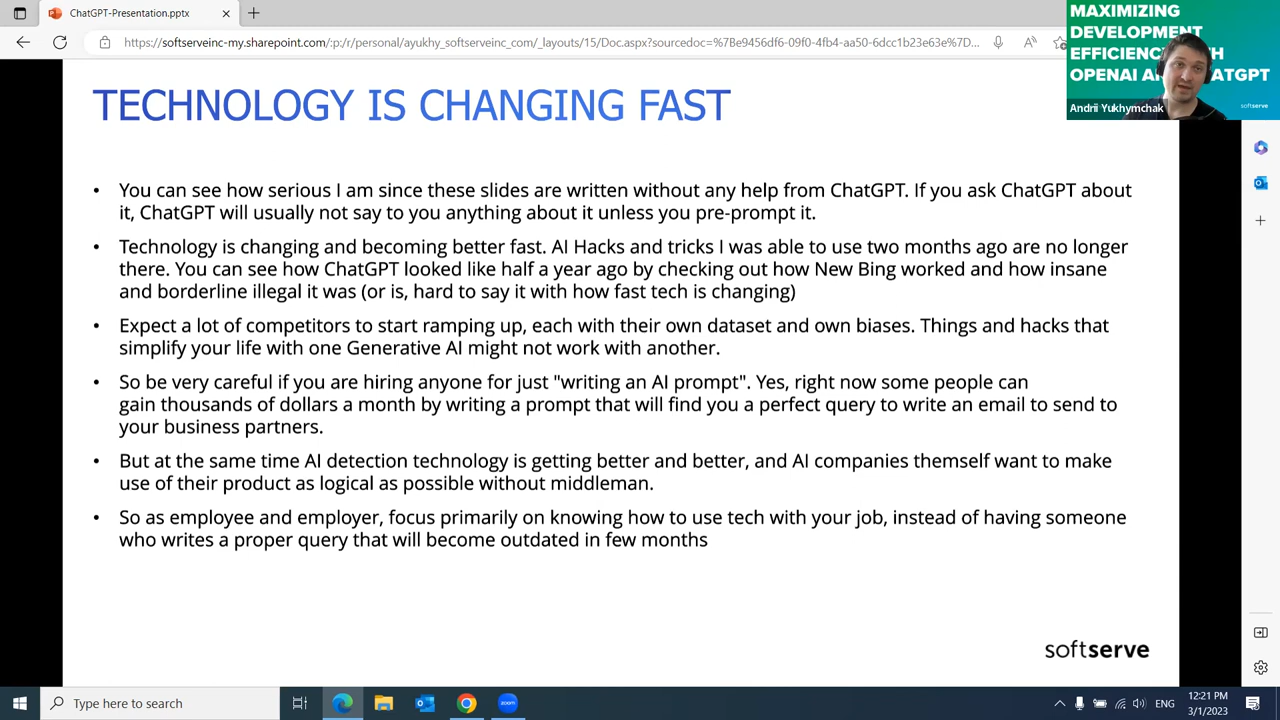 ChatGPT-Presentation.pptx
https://softserveinc-my.sharepoint.com/:p:/r/personal/ayukhy_softserveinc_com/_layouts/15/Doc.aspx?sourcedoc=%7Be9456df6-09f0-4fb4-aa50-6dcc1b23e63e%7D...
MAXIMIZING
DEVELOPMENT
OPENAI
Andrii Yukhymchak
softserve
TECHNOLOGY IS CHANGING FAST
• You can see how serious I am since these slides are written without any help from ChatGPT. If you ask ChatGPT about
it, ChatGPT will usually not say to you anything about it unless you pre-prompt it.
• Technology is changing and becoming better fast. AI Hacks and tricks I was able to use two months ago are no longer
there. You can see how ChatGPT looked like half a year ago by checking out how New Bing worked and how insane
and borderline illegal it was (or is, hard to say it with how fast tech is changing)
• Expect a lot of competitors to start ramping up, each with their own dataset and own biases. Things and hacks that
simplify your life with one Generative AI might not work with another.
• So be very careful if you are hiring anyone for just "writing an AI prompt". Yes, right now some people can
gain thousands of dollars a month by writing a prompt that will find you a perfect query to write an email to send to
your business partners.
• But at the same time AI detection technology is getting better and better, and AI companies themself want to make
use of their product as logical as possible without middleman.
• So as employee and employer, focus primarily on knowing how to use tech with your job, instead of having someone
who writes a proper query that will become outdated in few months
softserve
Type here to search
ENG
12:21 PM
3/1/2023